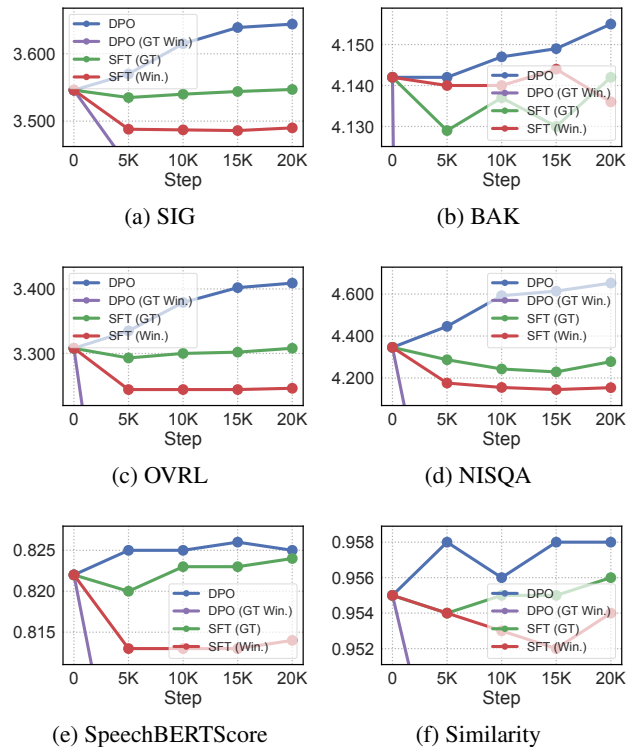 3.600
3.500
DPO
DPO (GT Win.)
SFT (GT)
SFT (Win.)
0 5K 10K 15K 20K
Step
(a) SIG
4.150
4.140
4.130
DPO
DPO (GT Win.)
SFT (GT)
SFT (Win.)
0 5K 10K 15K 20K
Step
(b) BAK
3.400
3.300
DPO
DPO (GT Win.)
SFT (GT)
SFT (Win.)
0 5K 10K 15K 20K
Step
(c) OVRL
4.600
4.400
4.200
DPO
DPO (GT Win.)
SFT (GT)
SFT (Win.)
0 5K 10K 15K 20K
Step
(d) NISQA
0.825
0.820
0.815
DPO
DPO (GT Win.)
SFT (GT)
SFT (Win.)
0 5K 10K 15K 20K
Step
(e) SpeechBERTScore
0.958
0.956
0.954
0.952
DPO
DPO (GT Win.)
SFT (GT)
SFT (Win.)
0 5K 10K 15K 20K
Step
(f) Similarity